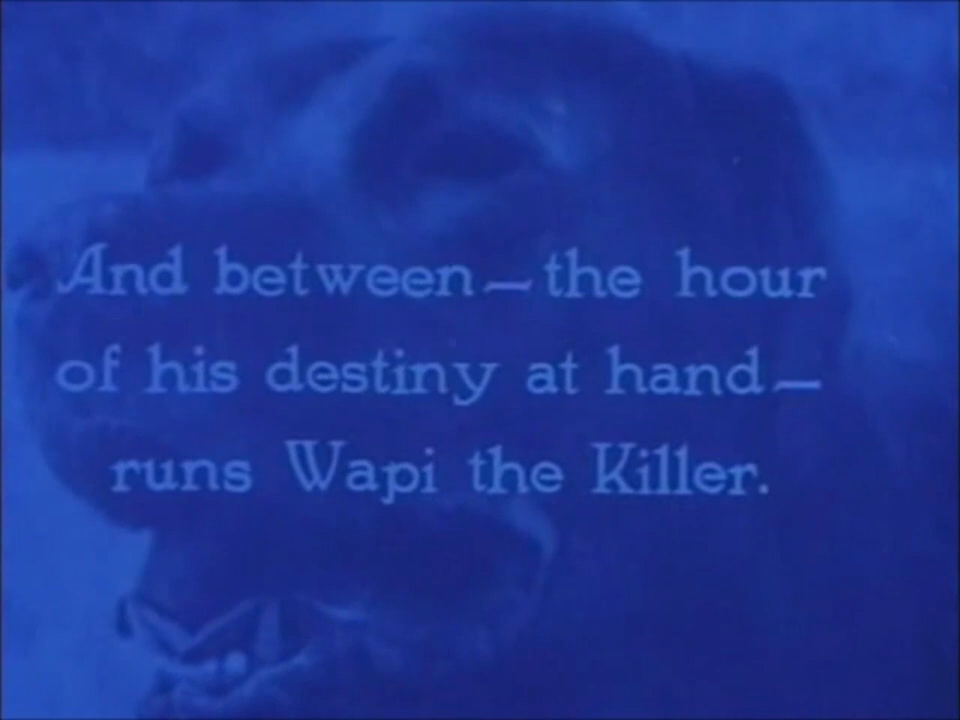 And between—the hour
of his destiny at hand—
runs Wapi the Killer.